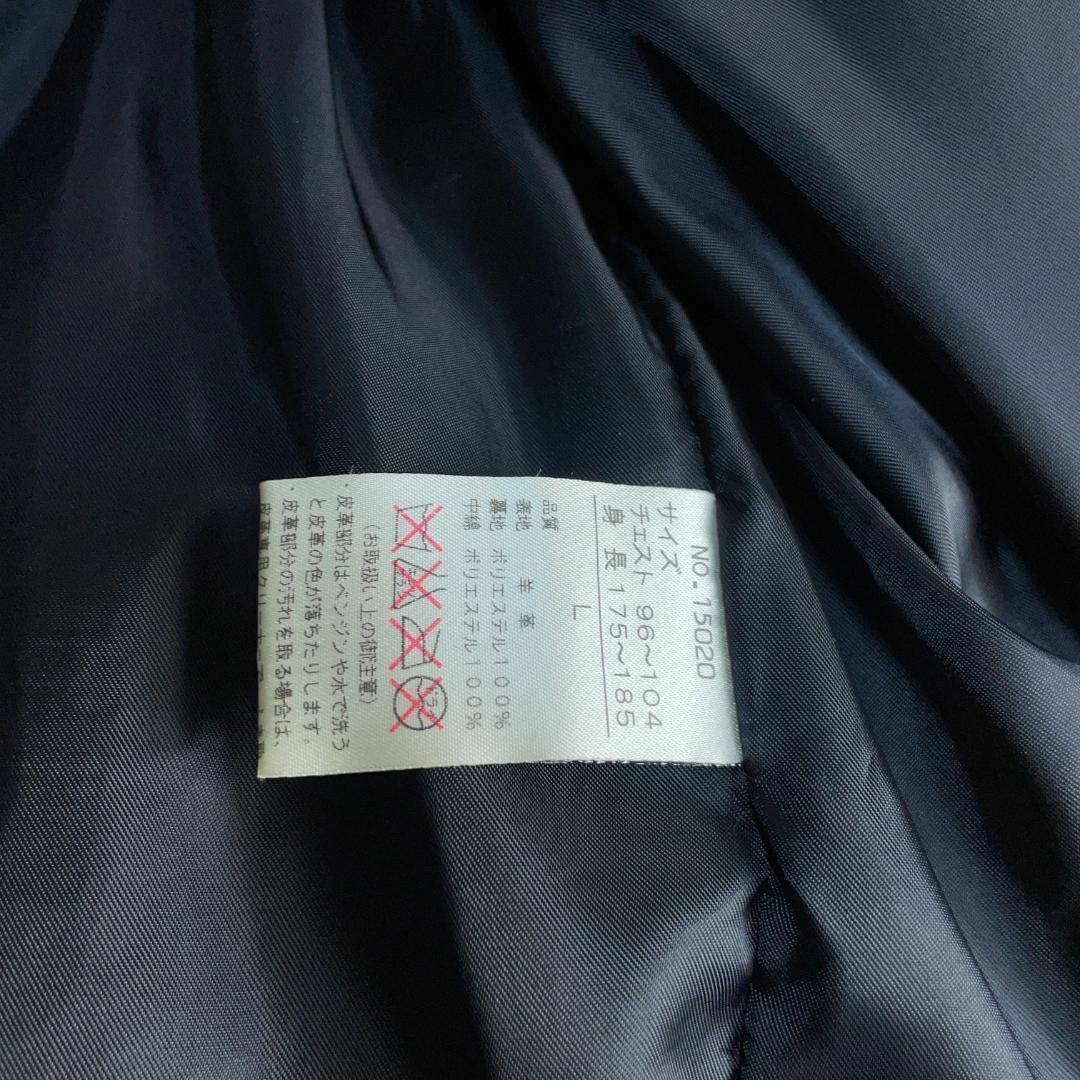 No. 15020
サイズ
チェスト 96~104
身 長 175~185
L
品質
表地 羊 革
裏地 ポリエステル100%
中綿 ポリエステル100%
(お取扱い上の御注意)
・皮革部分はベンジンや水で洗う
と皮革の色が落ちたりします。
・皮革部分の汚れを取る場合は、